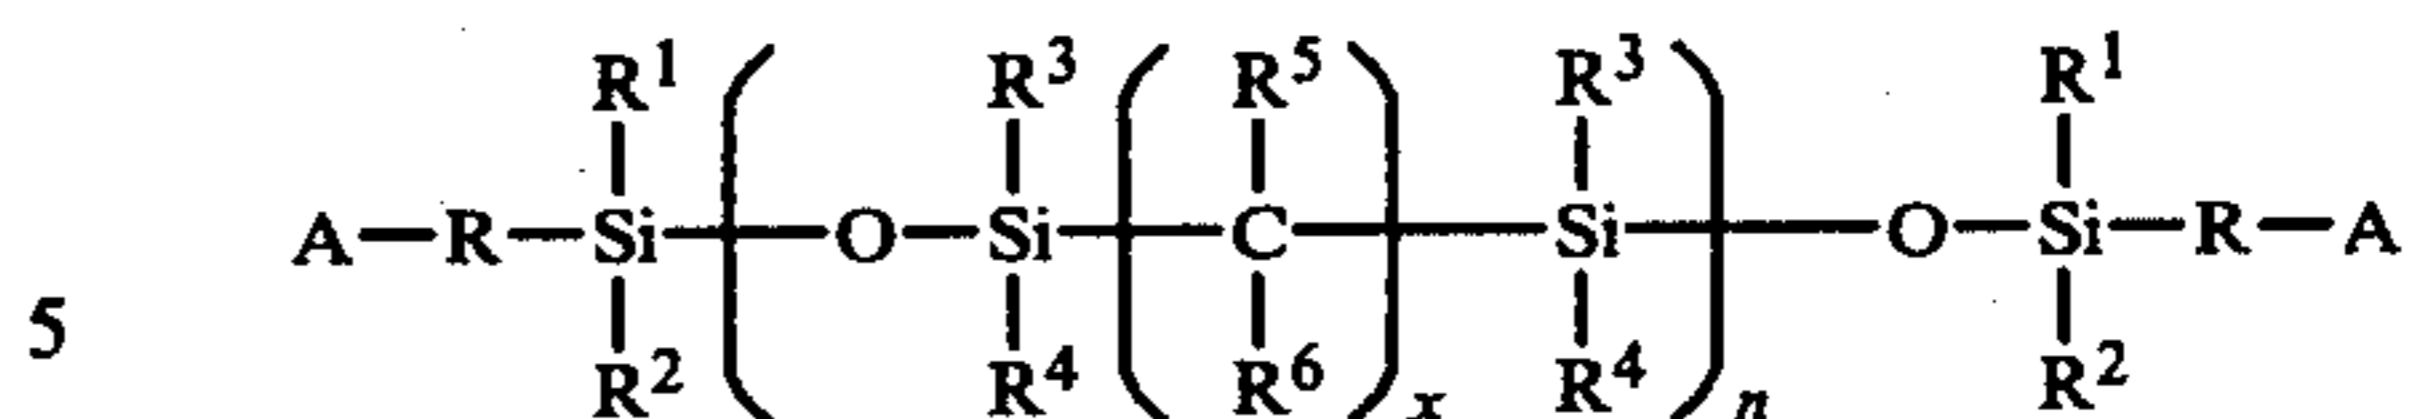 R1 R3 R5 R3 R1
A—R—Si—(—O—Si—(—C—)—Si—)—O—Si—R—A
5
R2 R4 R6 x R4 n R2